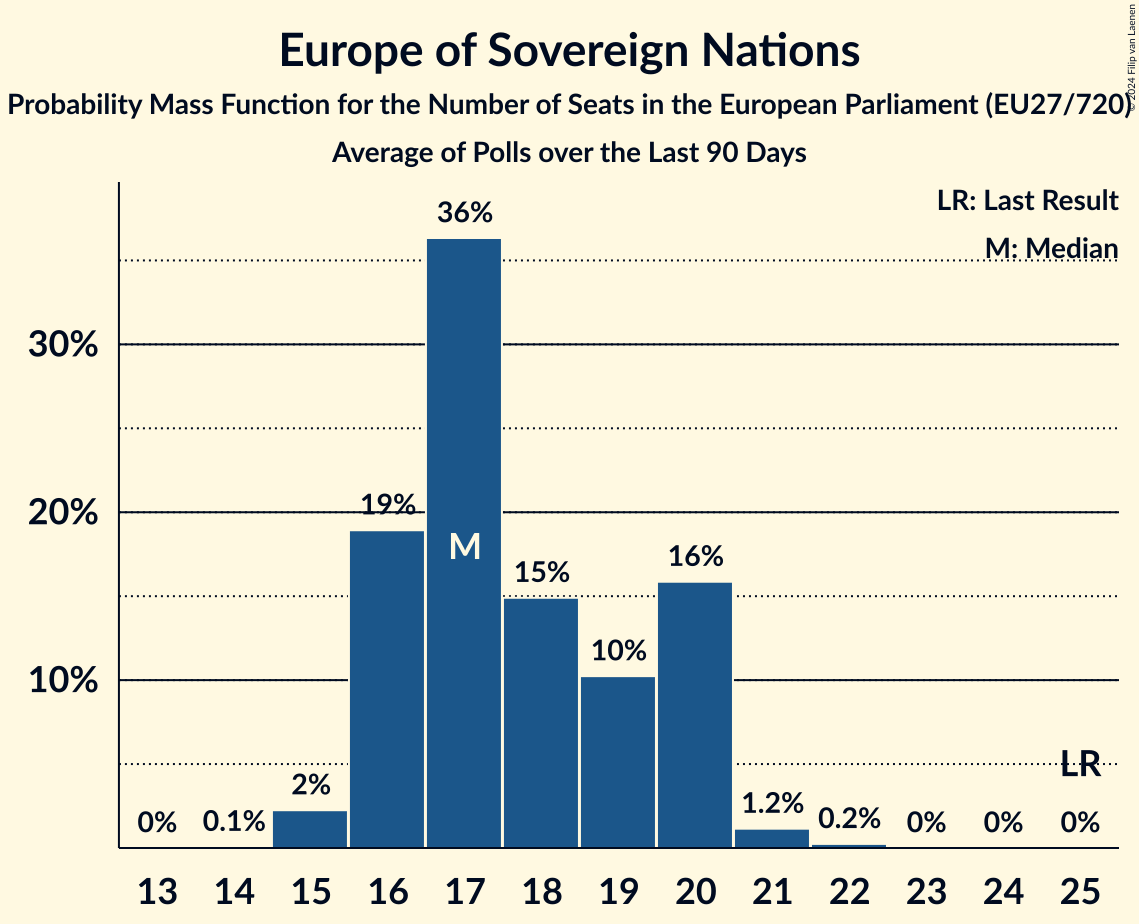 Europe of Sovereign Nations
Probability Mass Function for the Number of Seats in the European Parliament (EU27/720)
Average of Polls over the Last 90 Days
© 2024 Filip van Laenen
LR: Last Result
M: Median
36%
30%
20%
19%
M
16%
15%
10%
10%
LR
2%
1.2%
0%
0.1%
0.2%
0%
0%
0%
13 14 15 16 17 18 19 20 21 22 23 24 25